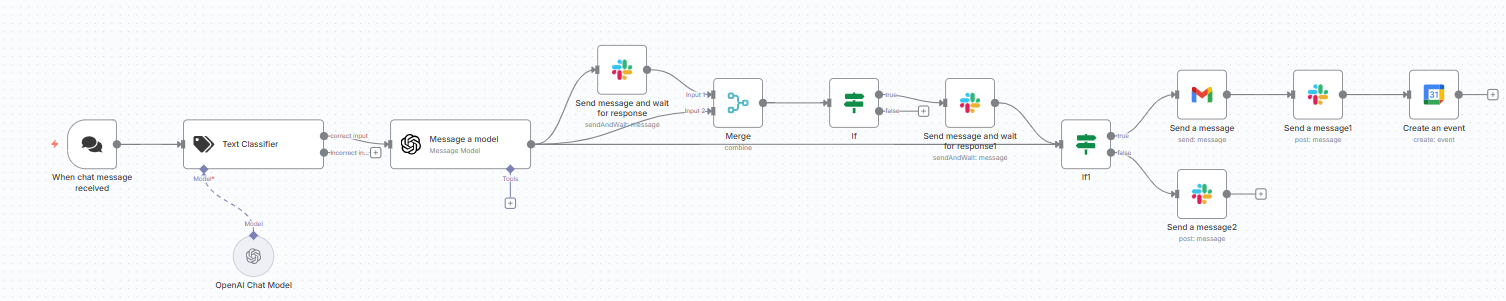 When chat message
received
Text Classifier
correct input
Incorrect in...
Model*
Model
OpenAI Chat Model
Message a model
Message Model
Tools
Send message and wait
for response
sendAndWait: message
Input 1
Input 2
Merge
combine
If
true
false
Send message and wait
for response1
sendAndWait: message
If1
true
false
Send a message
send: message
Send a message1
post: message
31
Create an event
create: event
Send a message2
post: message